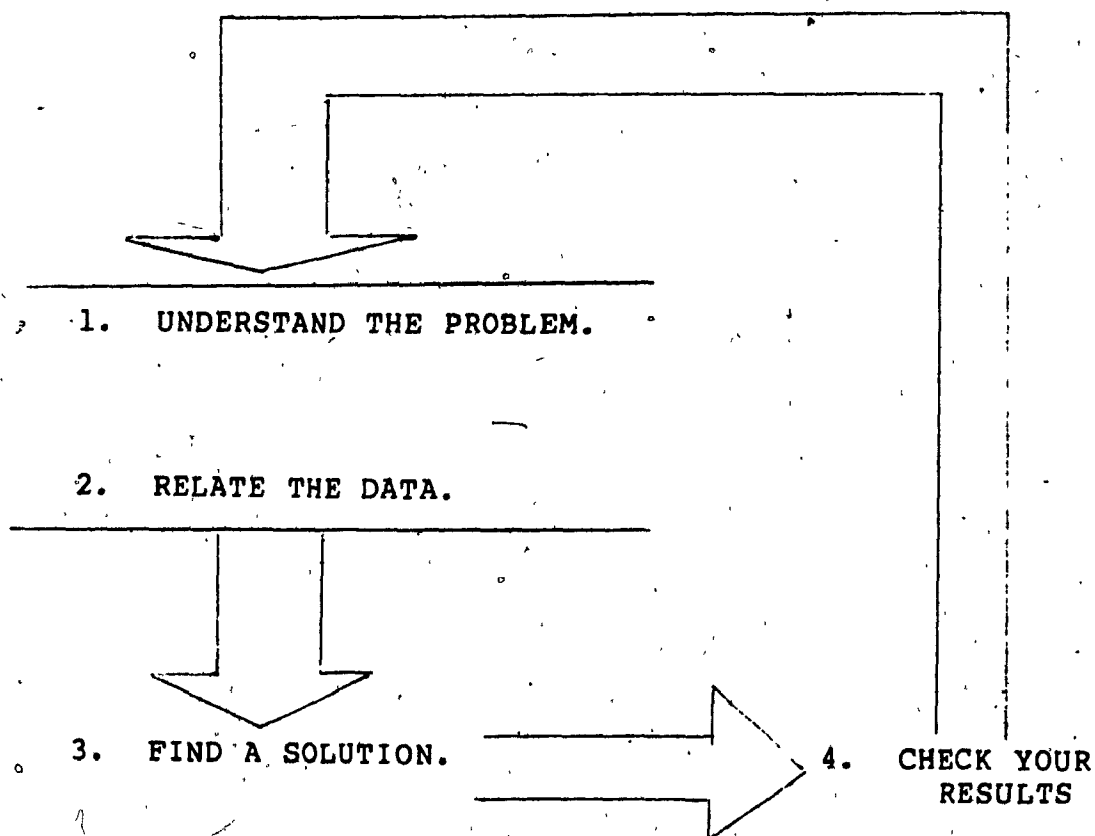 1. UNDERSTAND THE PROBLEM.
2. RELATE THE DATA.
3. FIND A SOLUTION.
4. CHECK YOUR
RESULTS